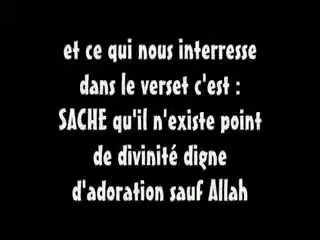 et ce qui nous interresse
dans le verset c'est :
SACHE qu'il n'existe point
de divinité digne
d'adoration sauf Allah